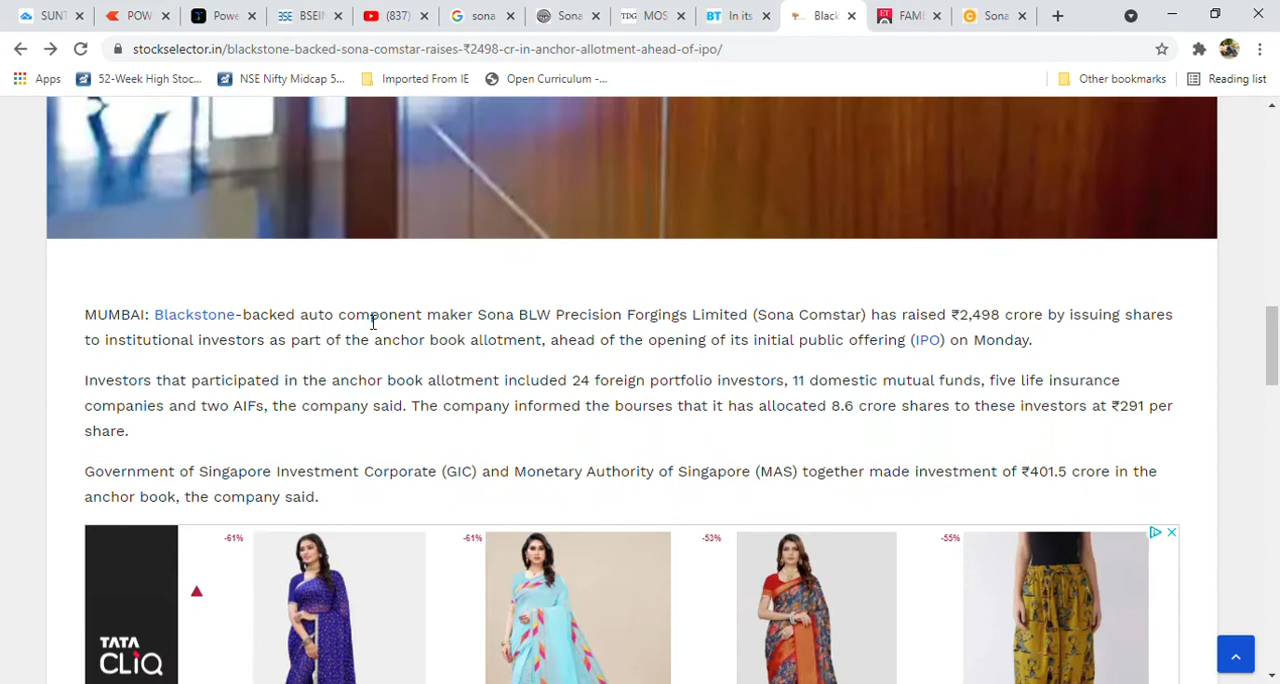 SUNT
POW
Powe
BSEIN
(837)
sona
Sona
TDG MOS
BT In its
Black
ET FAME
Sona
stockselector.in/blackstone-backed-sona-comstar-raises-₹2498-cr-in-anchor-allotment-ahead-of-ipo/
Apps
52-Week High Stoc...
NSE Nifty Midcap 5...
Imported From IE
Open Curriculum -...
Other bookmarks
Reading list
MUMBAI: Blackstone-backed auto component maker Sona BLW Precision Forgings Limited (Sona Comstar) has raised ₹2,498 crore by issuing shares
to institutional investors as part of the anchor book allotment, ahead of the opening of its initial public offering (IPO) on Monday.
Investors that participated in the anchor book allotment included 24 foreign portfolio investors, 11 domestic mutual funds, five life insurance
companies and two AIFs, the company said. The company informed the bourses that it has allocated 8.6 crore shares to these investors at ₹291 per
share.
Government of Singapore Investment Corporate (GIC) and Monetary Authority of Singapore (MAS) together made investment of ₹401.5 crore in the
anchor book, the company said.
-61%
-61%
-53%
-55%
TATA
CLiQ